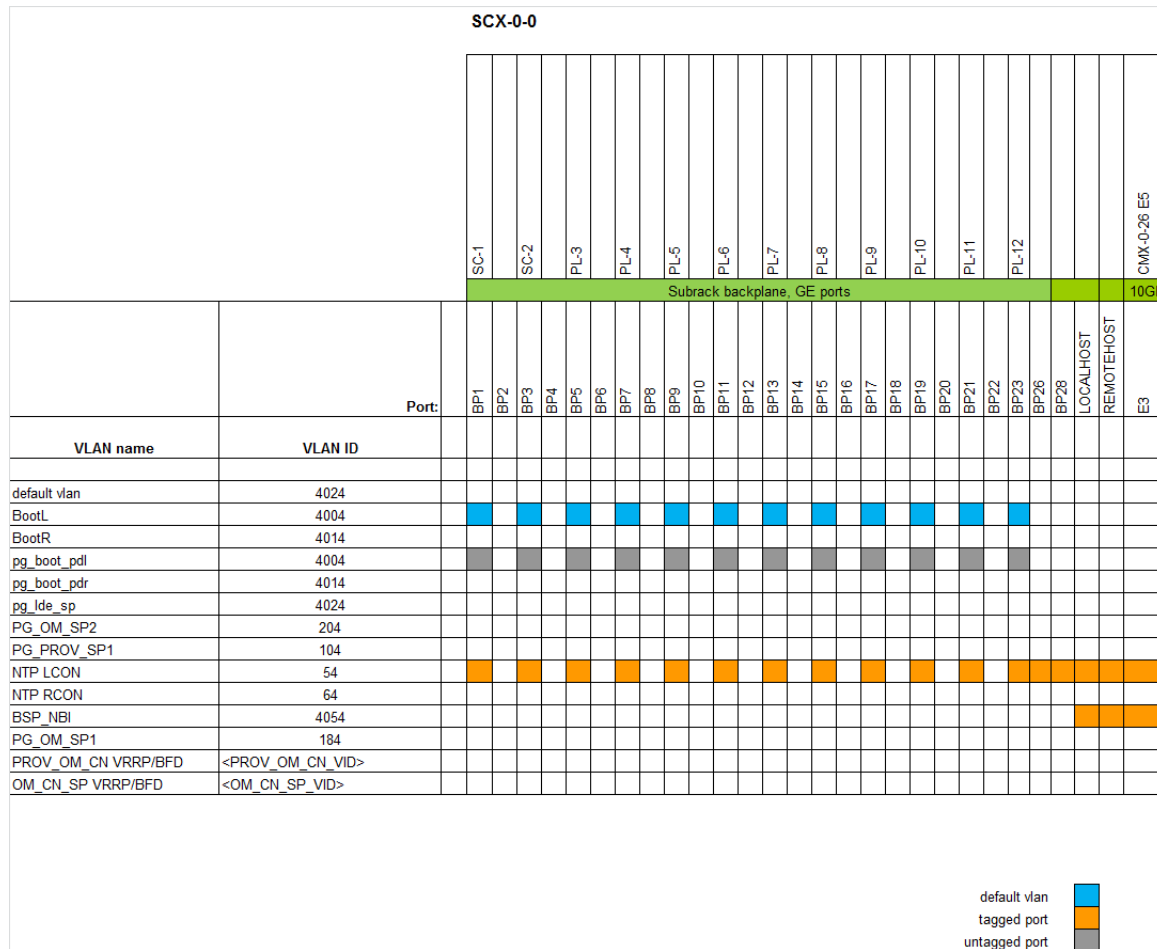 SCX-0-0
SC-1 SC-2 PL-3 PL-4 PL-5 PL-6 PL-7 PL-8 PL-9 PL-10 PL-11 PL-12 CMX-0-26 E5
Subrack backplane, GE ports 10G
Port: BP1 BP2 BP3 BP4 BP5 BP6 BP7 BP8 BP9 BP10 BP11 BP12 BP13 BP14 BP15 BP16 BP17 BP18 BP19 BP20 BP21 BP22 BP23 BP26 BP28 LOCALHOST REMOTEHOST E3
VLAN name VLAN ID
default vlan 4024
BootL 4004
BootR 4014
pg_boot_pdl 4004
pg_boot_pdr 4014
pg_lde_sp 4024
PG_OM_SP2 204
PG_PROV_SP1 104
NTP LCON 54
NTP RCON 64
BSP_NBI 4054
PG_OM_SP1 184
PROV_OM_CN VRRP/BFD <PROV_OM_CN_VID>
OM_CN_SP VRRP/BFD <OM_CN_SP_VID>
default vlan
tagged port
untagged port